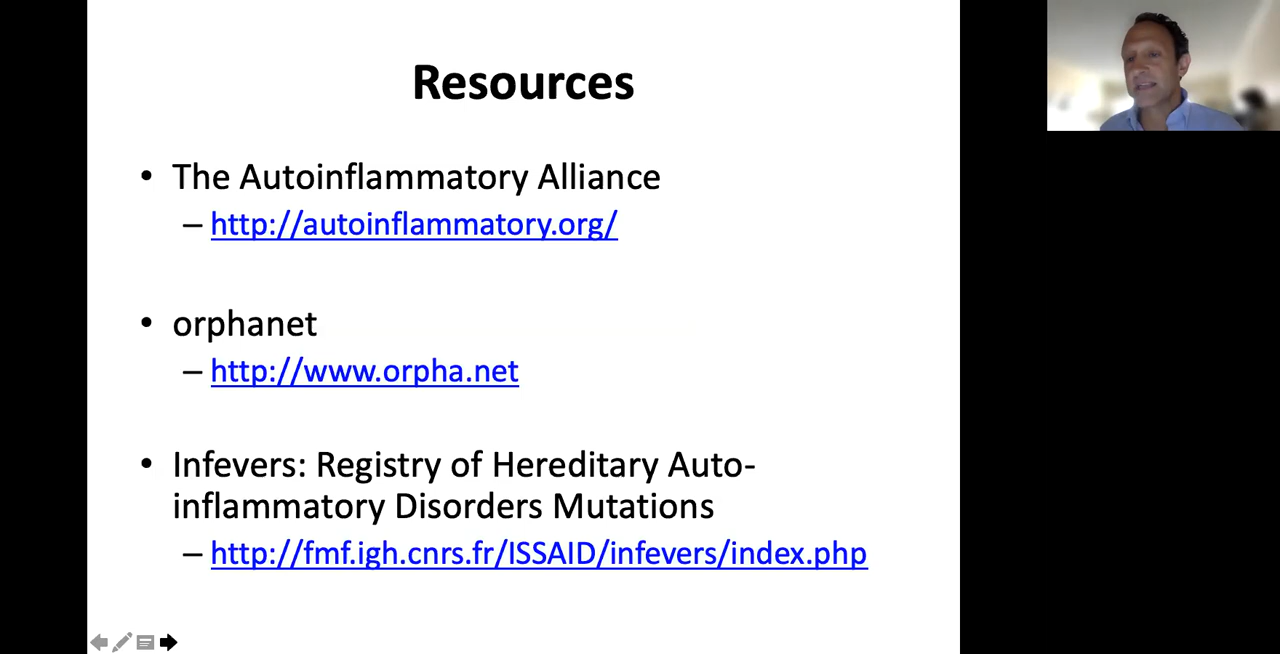 Resources
• The Autoinflammatory Alliance
– http://autoinflammatory.org/
• orphanet
– http://www.orpha.net
• Infevers: Registry of Hereditary Auto-
inflammatory Disorders Mutations
– http://fmf.igh.cnrs.fr/ISSAID/infevers/index.php